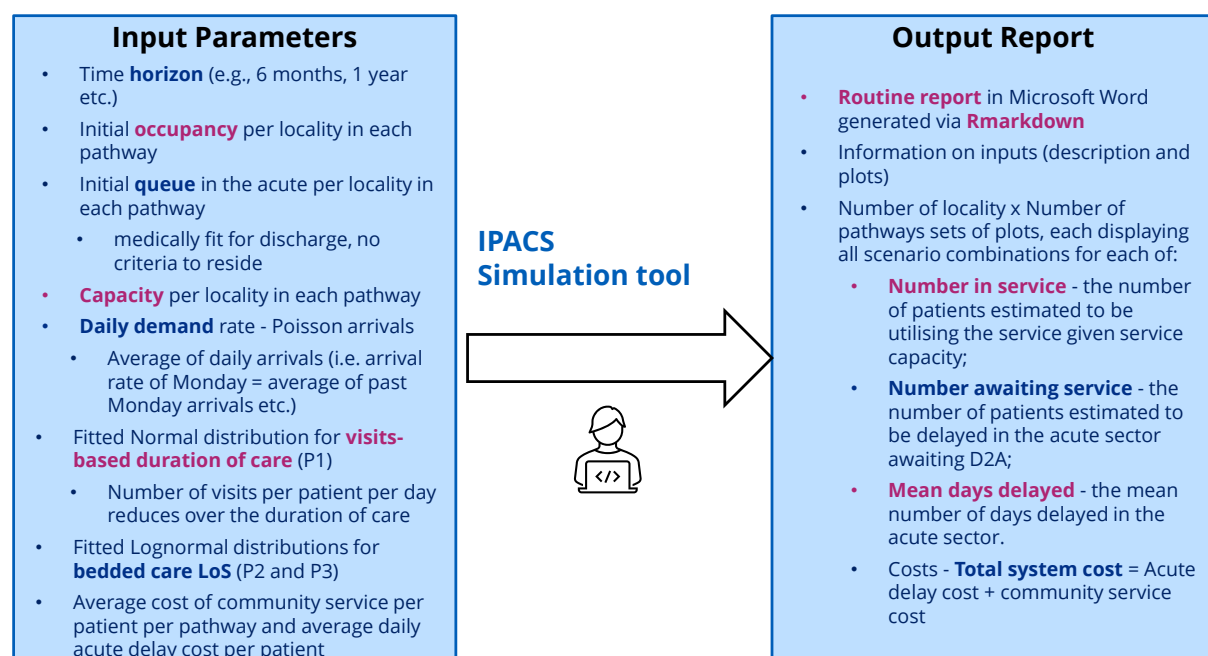 Input Parameters
• Time horizon (e.g., 6 months, 1 year
etc.)
• Initial occupancy per locality in each
pathway
• Initial queue in the acute per locality in
each pathway
• medically fit for discharge, no
criteria to reside
• Capacity per locality in each pathway
• Daily demand rate - Poisson arrivals
• Average of daily arrivals (i.e. arrival
rate of Monday = average of past
Monday arrivals etc.)
• Fitted Normal distribution for visits-
based duration of care (P1)
• Number of visits per patient per day
reduces over the duration of care
• Fitted Lognormal distributions for
bedded care LoS (P2 and P3)
• Average cost of community service per
patient per pathway and average daily
acute delay cost per patient
IPACS
Simulation tool
</>
Output Report
• Routine report in Microsoft Word
generated via Rmarkdown
• Information on inputs (description and
plots)
• Number of locality x Number of
pathways sets of plots, each displaying
all scenario combinations for each of:
• Number in service - the number
of patients estimated to be
utilising the service given service
capacity;
• Number awaiting service - the
number of patients estimated to
be delayed in the acute sector
awaiting D2A;
• Mean days delayed - the mean
number of days delayed in the
acute sector.
• Costs - Total system cost = Acute
delay cost + community service
cost